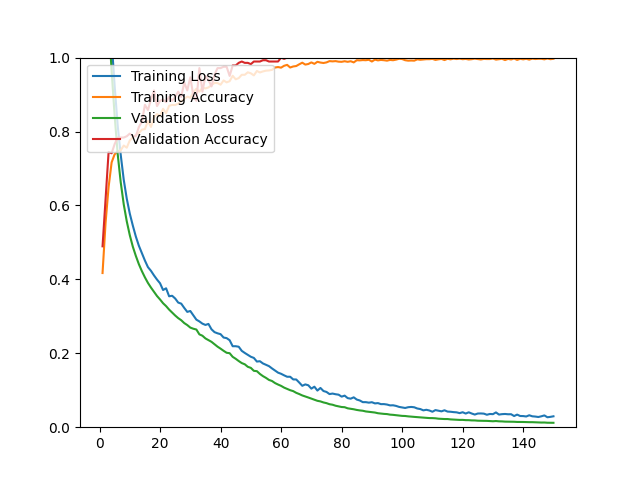 1.0
0.8
0.6
0.4
0.2
0.0
Training Loss
Training Accuracy
Validation Loss
Validation Accuracy
0 20 40 60 80 100 120 140